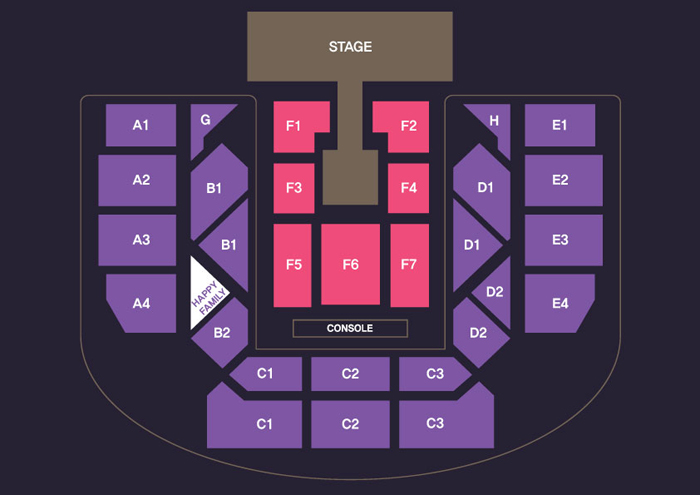 STAGE
A1
G
F1
F2
H
E1
A2
B1
F3
F4
D1
E2
A3
B1
F5
F6
F7
D1
E3
HAPPY
FAMILY
D2
A4
E4
B2
CONSOLE
D2
C1
C2
C3
C1
C2
C3